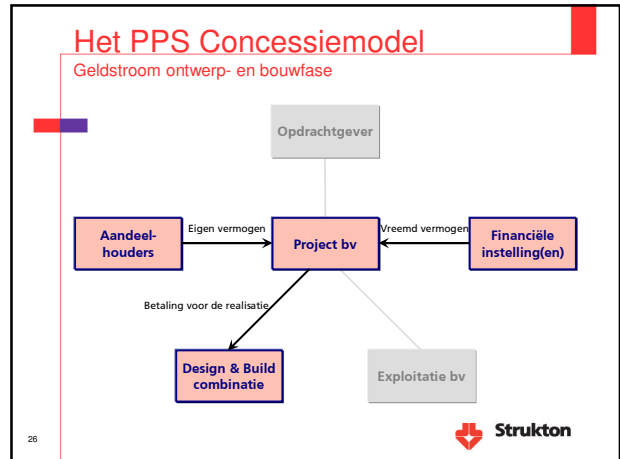 Het PPS Concessiemodel
Geldstroom ontwerp- en bouwfase
Opdrachtgever
Aandeel-
houders
Eigen vermogen
Project bv
Vreemd vermogen
Financiële
instelling(en)
Betaling voor de realisatie
Design & Build
combinatie
Exploitatie bv
26
Strukton